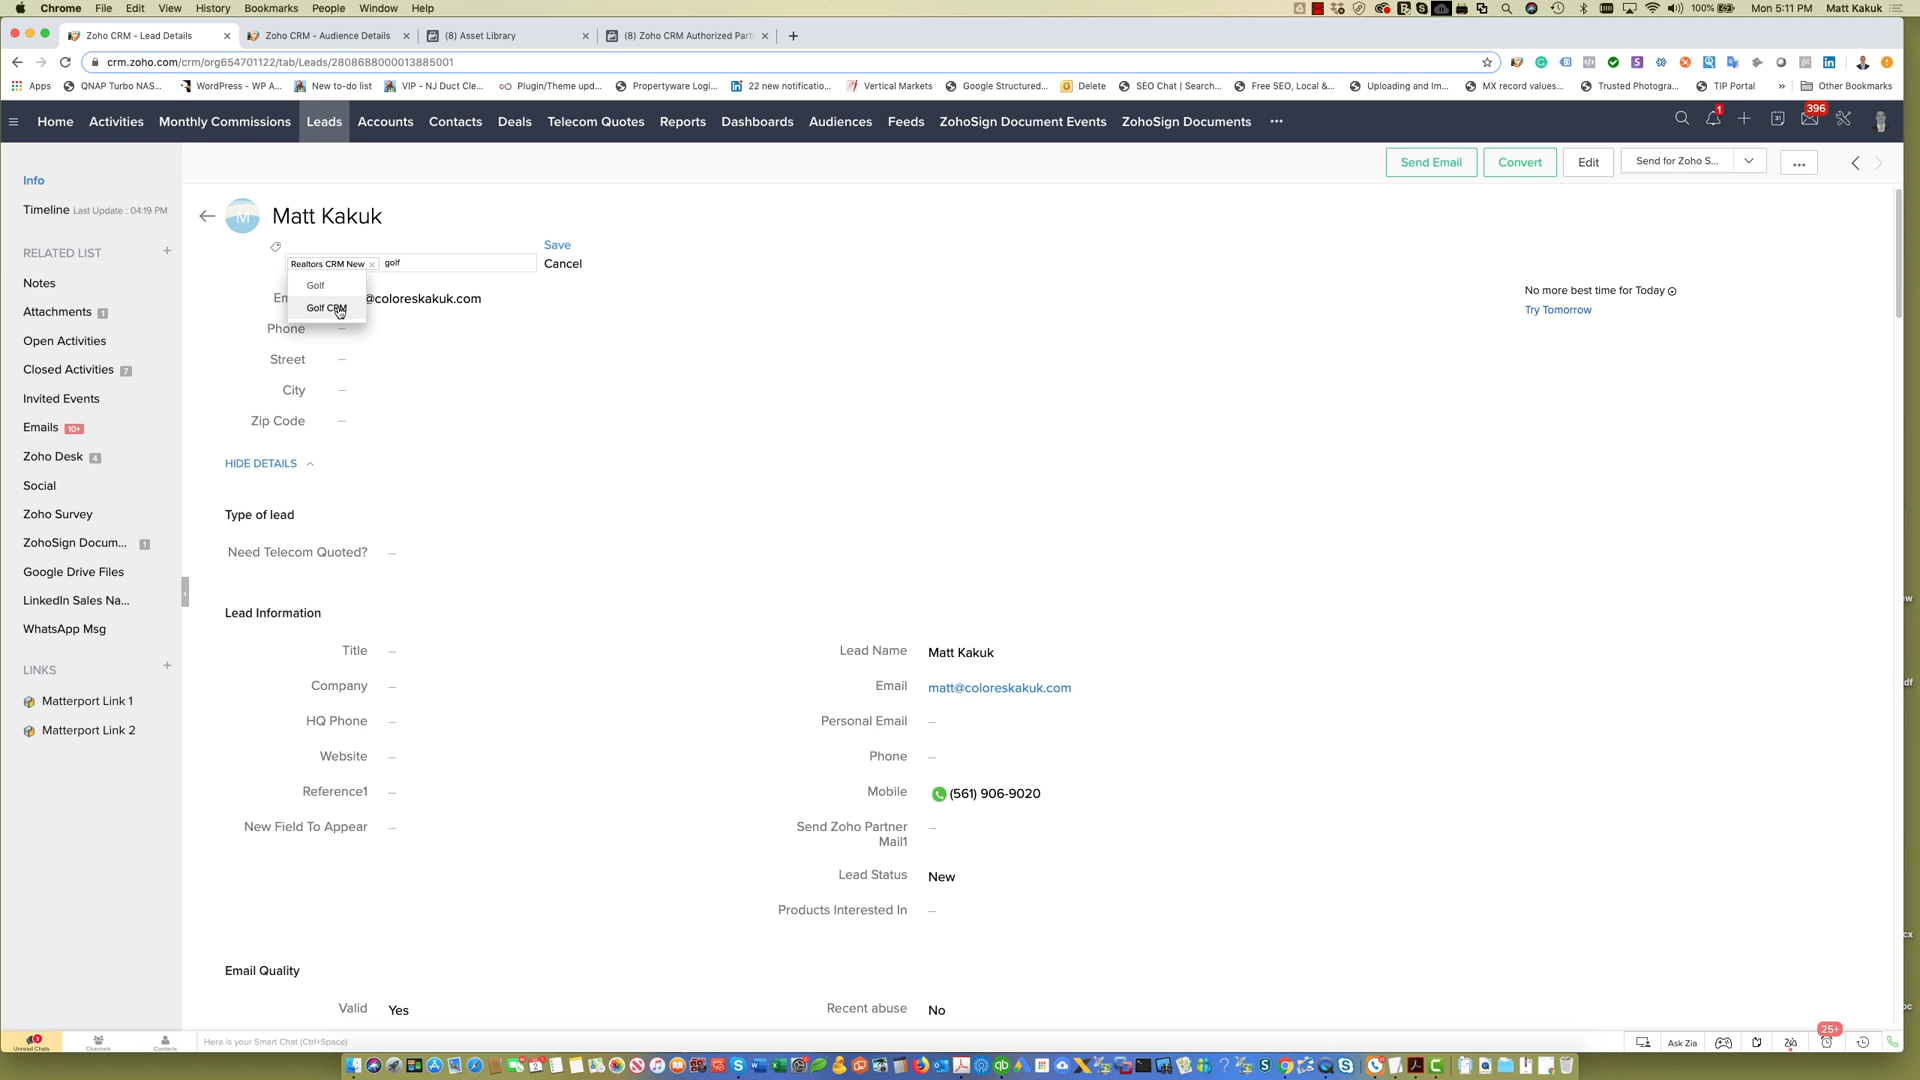 Chrome File Edit View History Bookmarks People Window Help 100% Mon 5:11 PM Matt Kakuk
Zoho CRM - Lead Details Zoho CRM - Audience Details (8) Asset Library (8) Zoho CRM Authorized Part
crm.zoho.com/crm/org654701122/tab/Leads/2808688000013885001
Apps QNAP Turbo NAS... WordPress - WP A... New to-do list VIP - NJ Duct Cle... Plugin/Theme upd... Propertyware Logi... 22 new notificatio... Vertical Markets Google Structured... Delete SEO Chat | Search... Free SEO, Local &... Uploading and Im... MX record values... Trusted Photogra... TIP Portal » Other Bookmarks
Home Activities Monthly Commissions Leads Accounts Contacts Deals Telecom Quotes Reports Dashboards Audiences Feeds ZohoSign Document Events ZohoSign Documents ••• 1 396
Send Email Convert Edit Send for Zoho S... ...
Info
Timeline Last Update : 04:19 PM
RELATED LIST +
Notes
Attachments 1
Open Activities
Closed Activities 7
Invited Events
Emails 10+
Zoho Desk 4
Social
Zoho Survey
ZohoSign Docum... 1
Google Drive Files
LinkedIn Sales Na...
WhatsApp Msg
LINKS +
Matterport Link 1
Matterport Link 2
M Matt Kakuk
Save
Realtors CRM New × golf Cancel
Golf
Golf CRM
Em @coloreskakuk.com
Phone —
Street —
City —
Zip Code —
No more best time for Today
Try Tomorrow
HIDE DETAILS
Type of lead
Need Telecom Quoted? —
Lead Information
Title — Lead Name Matt Kakuk
Company — Email matt@coloreskakuk.com
HQ Phone — Personal Email —
Website — Phone —
Reference1 — Mobile (561) 906-9020
New Field To Appear — Send Zoho Partner Mail1 —
Lead Status New
Products Interested In —
Email Quality
Valid Yes Recent abuse No
Unread Chats Channels Contacts Here is your Smart Chat (Ctrl+Space) Ask Zia 25+